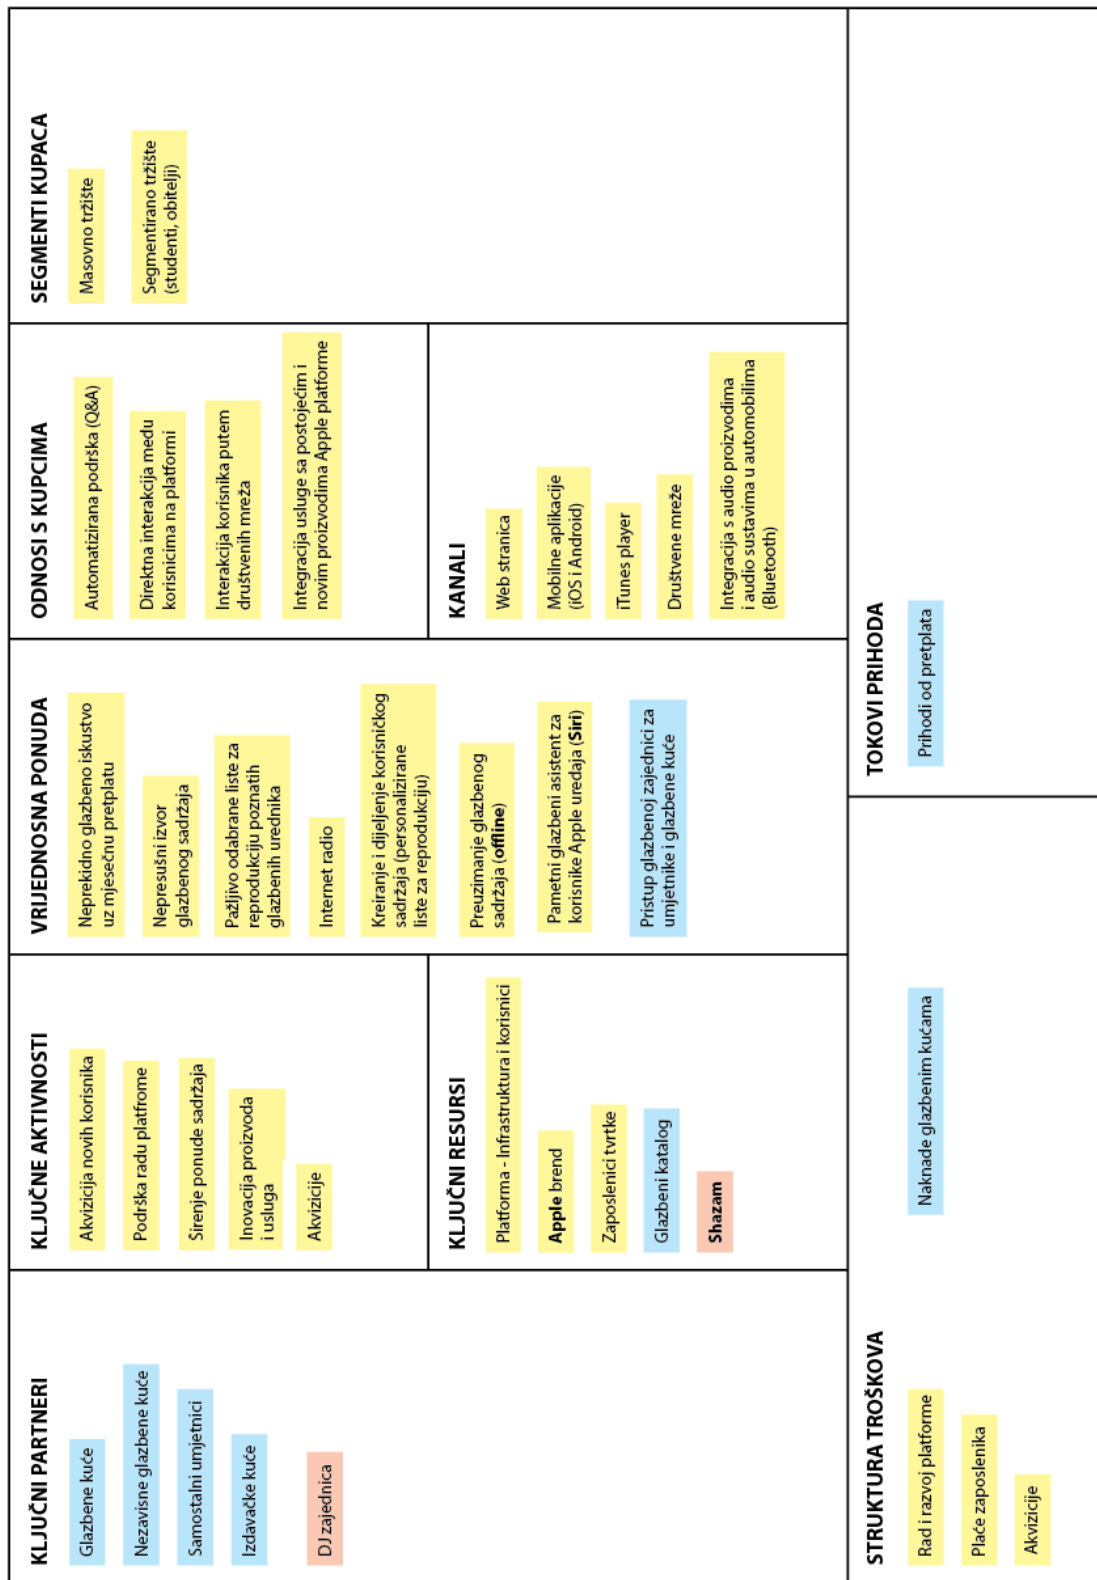 KLJUČNI PARTNERI
Glazbene kuće
Nezavisne glazbene kuće
Samostalni umjetnici
Izdavačke kuće
DJ zajednica
KLJUČNE AKTIVNOSTI
Akvizicija novih korisnika
Podrška radu platfrome
Širenje ponude sadržaja
Inovacija proizvoda
i usluga
Akvizicije
KLJUČNI RESURSI
Platforma - Infrastruktura i korisnici
Apple brend
Zaposlenici tvrtke
Glazbeni katalog
Shazam
VRIJEDNOSNA PONUDA
Neprekidno glazbeno iskustvo
uz mjesečnu pretplatu
Nepresušni izvor
glazbenog sadržaja
Pažljivo odabrane liste za
reprodukciju poznatih
glazbenih urednika
Internet radio
Kreiranje i dijeljenje korisničkog
sadržaja (personalizirane
liste za reprodukciju)
Preuzimanje glazbenog
sadržaja (offline)
Pametni glazbeni asistent za
korisnike Apple uređaja (Siri)
Pristup glazbenoj zajednici za
umjetnike i glazbene kuće
ODNOSI S KUPCIMA
Automatizirana podrška (Q&A)
Direktna interakcija među
korisnicima na platformi
Interakcija korisnika putem
društvenih mreža
Integracija usluge sa postojećim i
novim proizvodima Apple platforme
KANALI
Web stranica
Mobilne aplikacije
(iOS i Android)
iTunes player
Društvene mreže
Integracija s audio proizvodima
i audio sustavima u automobilima
(Bluetooth)
SEGMENTI KUPACA
Masovno tržište
Segmentirano tržište
(studenti, obitelji)
STRUKTURA TROŠKOVA
Rad i razvoj platforme
Plaće zaposlenika
Akvizicije
Naknade glazbenim kućama
TOKOVI PRIHODA
Prihodi od pretplata